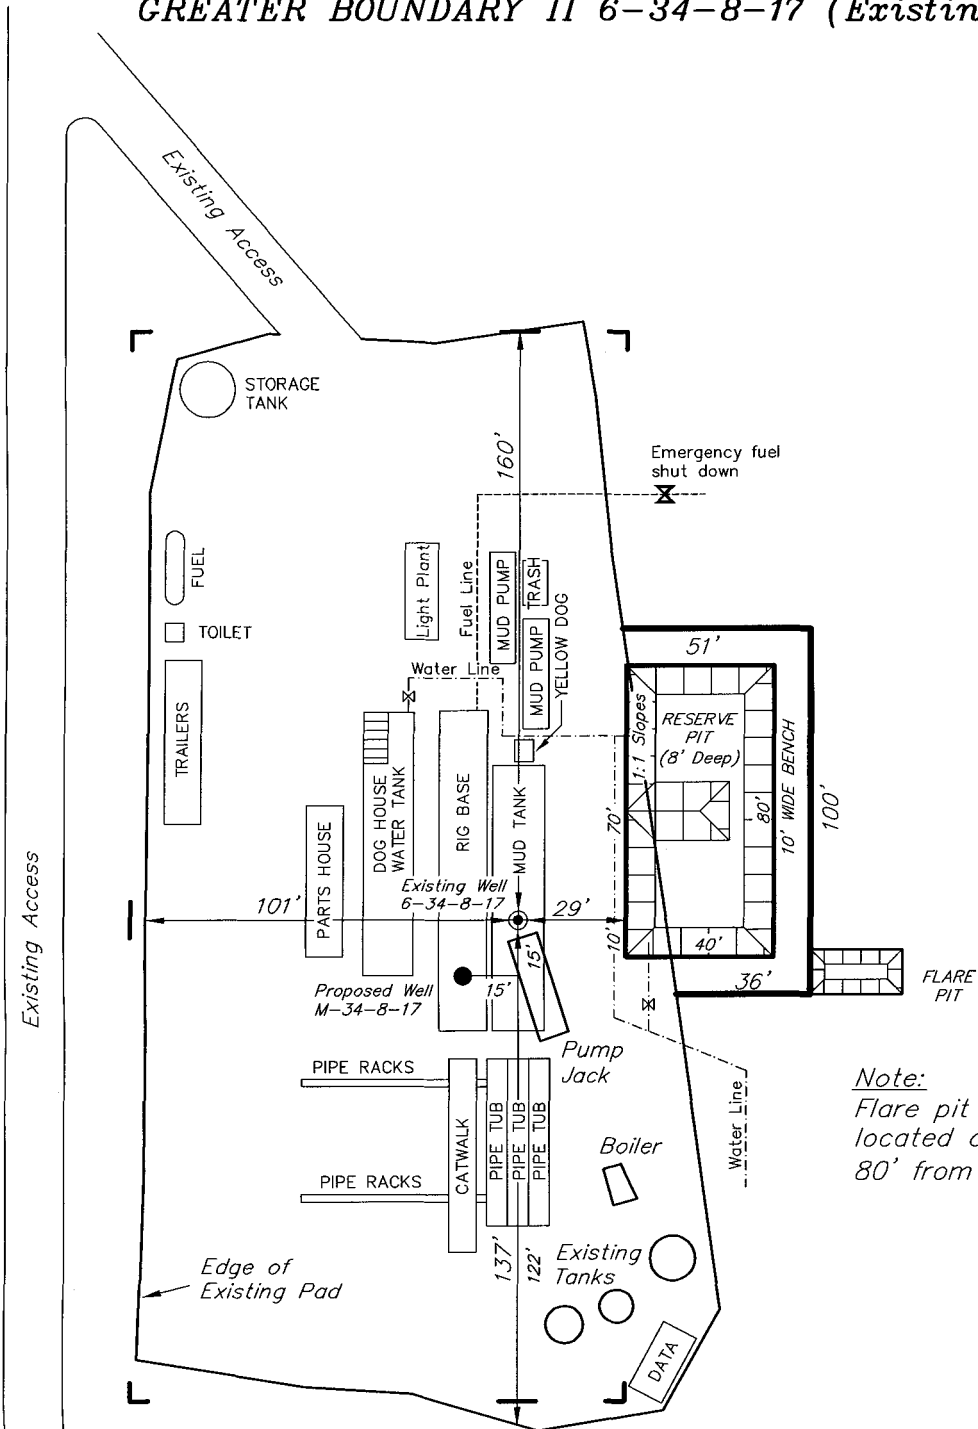 GREATER BOUNDARY II 6-34-8-17 (Existin
Existing Access
STORAGE
TANK
160'
Emergency fuel
shut down
FUEL
TOILET
Light Plant
Fuel Line
MUD PUMP
TRASH
MUD PUMP
YELLOW DOG
Water Line
51'
TRAILERS
DOG HOUSE
WATER TANK
RIG BASE
MUD TANK
1:1 Slopes
RESERVE
PIT
(8' Deep)
70'
80'
10' WIDE BENCH
100'
PARTS HOUSE
Existing Well
6-34-8-17
101'
29'
10'
40'
36'
Existing Access
Proposed Well
M-34-8-17
15'
15'
FLARE
PIT
Pump
Jack
PIPE RACKS
PIPE RACKS
CATWALK
PIPE TUB
PIPE TUB
PIPE TUB
Water Line
Boiler
Note:
Flare pit
located
80' from
137'
122'
Existing
Tanks
Edge of
Existing Pad
DATA